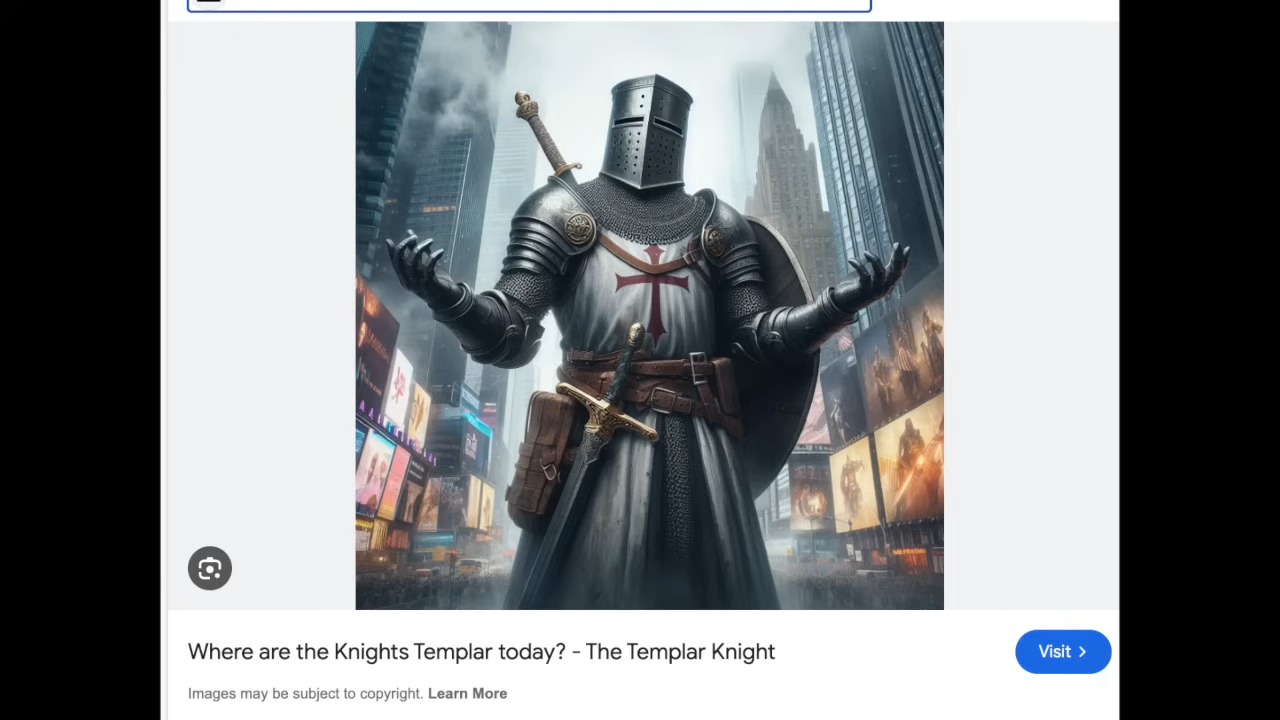 Where are the Knights Templar today? - The Templar Knight
Visit
Images may be subject to copyright. Learn More